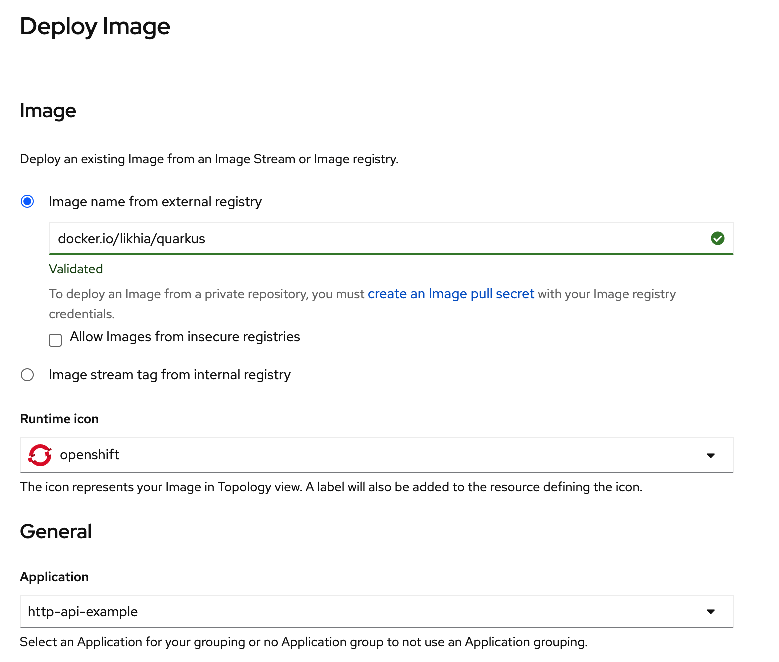 Deploy Image
Image
Deploy an existing Image from an Image Stream or Image registry.
Image name from external registry
docker.io/likhia/quarkus
Validated
To deploy an Image from a private repository, you must create an Image pull secret with your Image registry
credentials.
Allow Images from insecure registries
Image stream tag from internal registry
Runtime icon
openshift
The icon represents your Image in Topology view. A label will also be added to the resource defining the icon.
General
Application
http-api-example
Select an Application for your grouping or no Application group to not use an Application grouping.